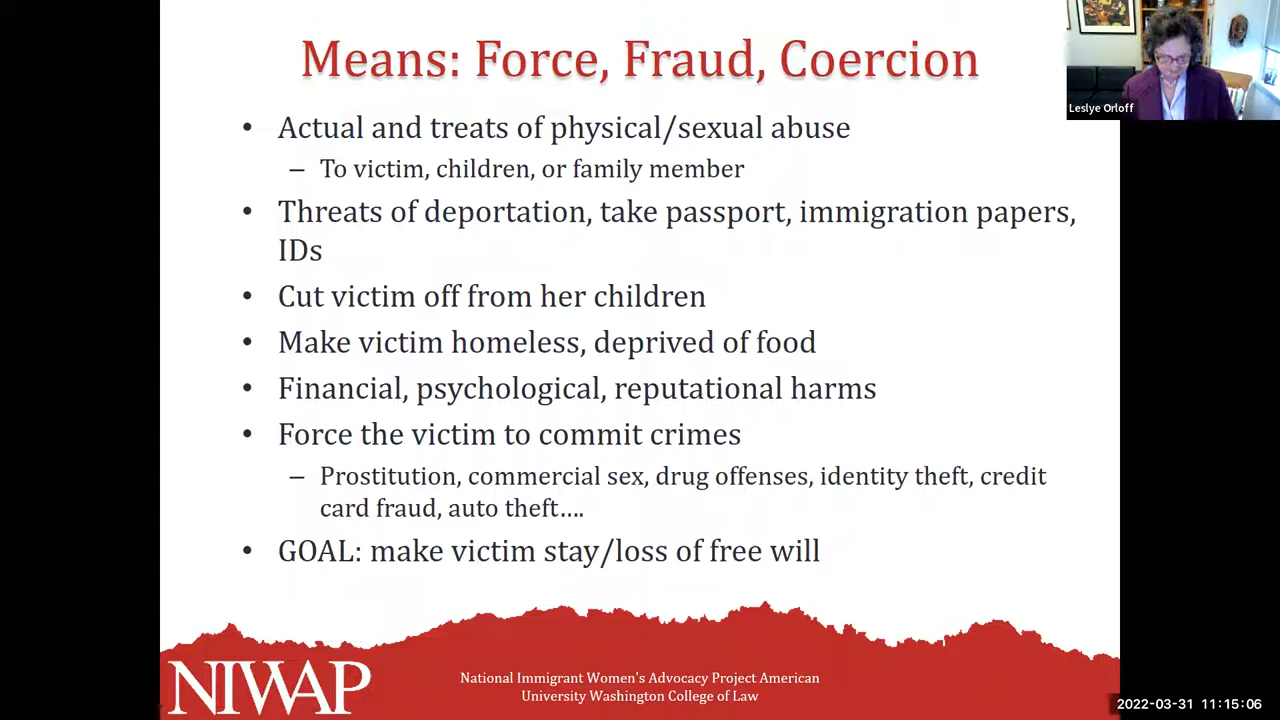 Means: Force, Fraud, Coercion
Leslye Orloff
• Actual and treats of physical/sexual abuse
– To victim, children, or family member
• Threats of deportation, take passport, immigration papers,
IDs
• Cut victim off from her children
• Make victim homeless, deprived of food
• Financial, psychological, reputational harms
• Force the victim to commit crimes
– Prostitution, commercial sex, drug offenses, identity theft, credit
card fraud, auto theft....
• GOAL: make victim stay/loss of free will
NIWAP
National Immigrant Women's Advocacy Project American
University Washington College of Law
2022-03-31 11:15:06